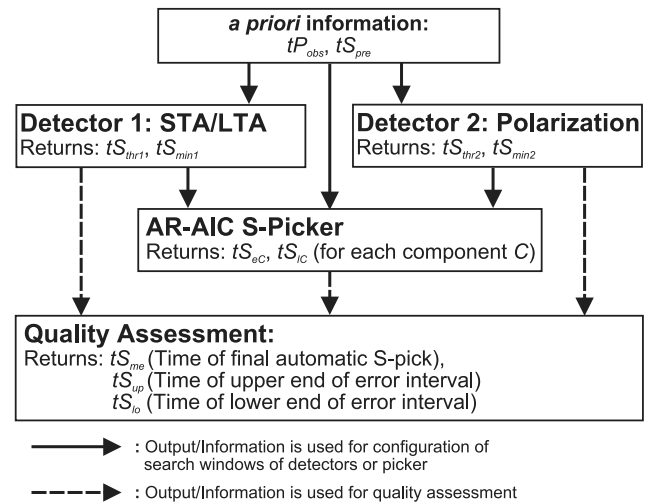 a priori information:
tPobs, tSpre
Detector 1: STA/LTA
Returns: tSthr1, tSmin1
Detector 2: Polarization
Returns: tSthr2, tSmin2
AR-AIC S-Picker
Returns: tSeC, tSlC (for each component C)
Quality Assessment:
Returns: tSme (Time of final automatic S-pick),
tSup (Time of upper end of error interval)
tSlo (Time of lower end of error interval)
: Output/Information is used for configuration of
search windows of detectors or picker
: Output/Information is used for quality assessment